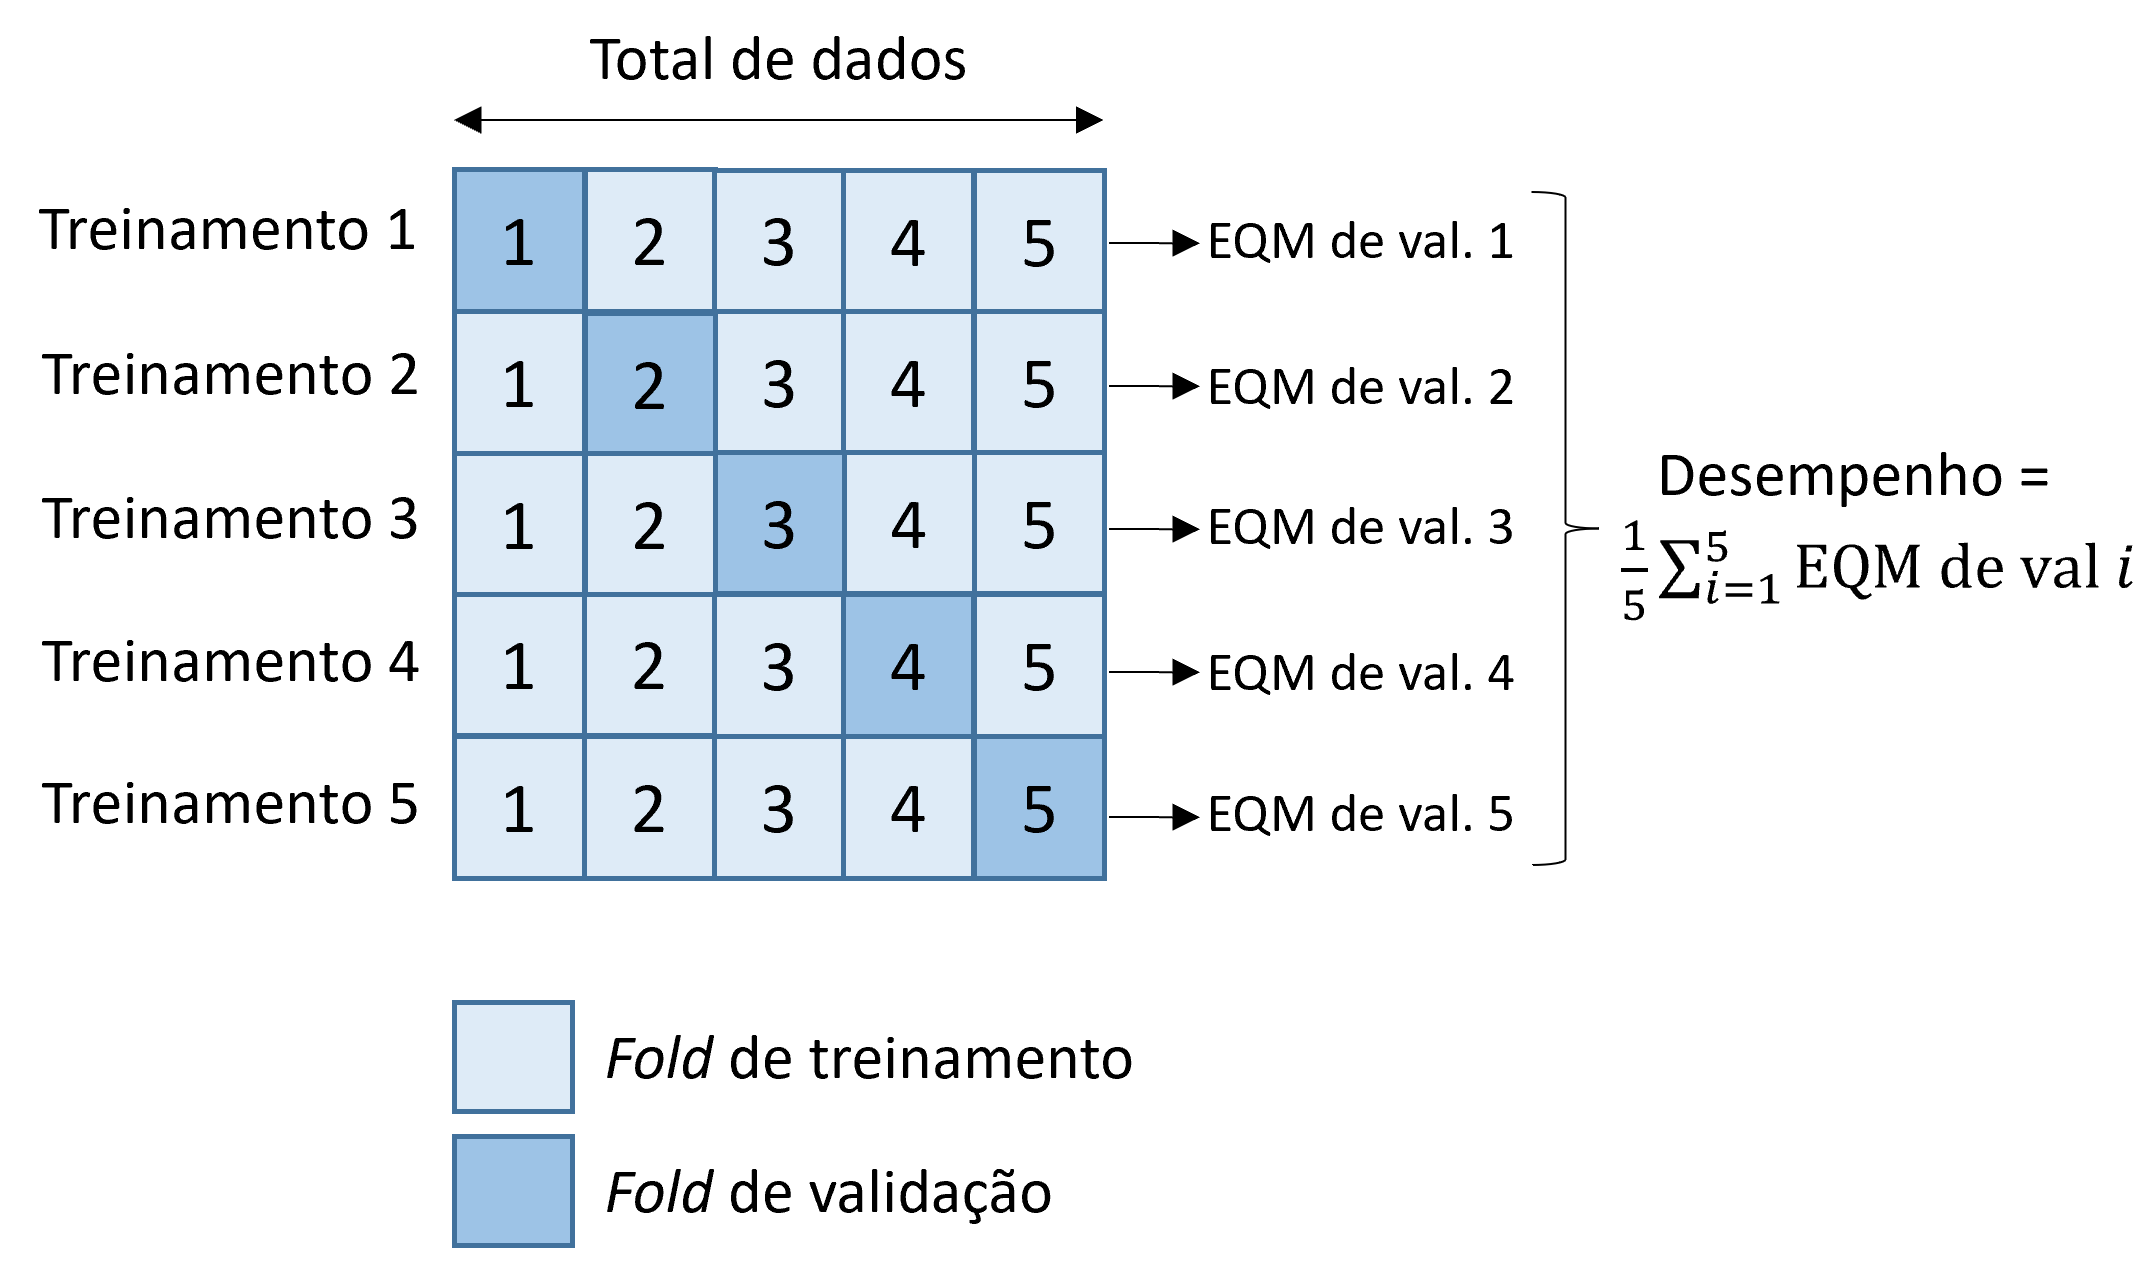 Total de dados
Treinamento 1 1 2 3 4 5 EQM de val. 1
Treinamento 2 1 2 3 4 5 EQM de val. 2
Treinamento 3 1 2 3 4 5 EQM de val. 3
Treinamento 4 1 2 3 4 5 EQM de val. 4
Treinamento 5 1 2 3 4 5 EQM de val. 5
Desempenho =
1/5 ∑_{i=1}^{5} EQM de val i
Fold de treinamento
Fold de validação